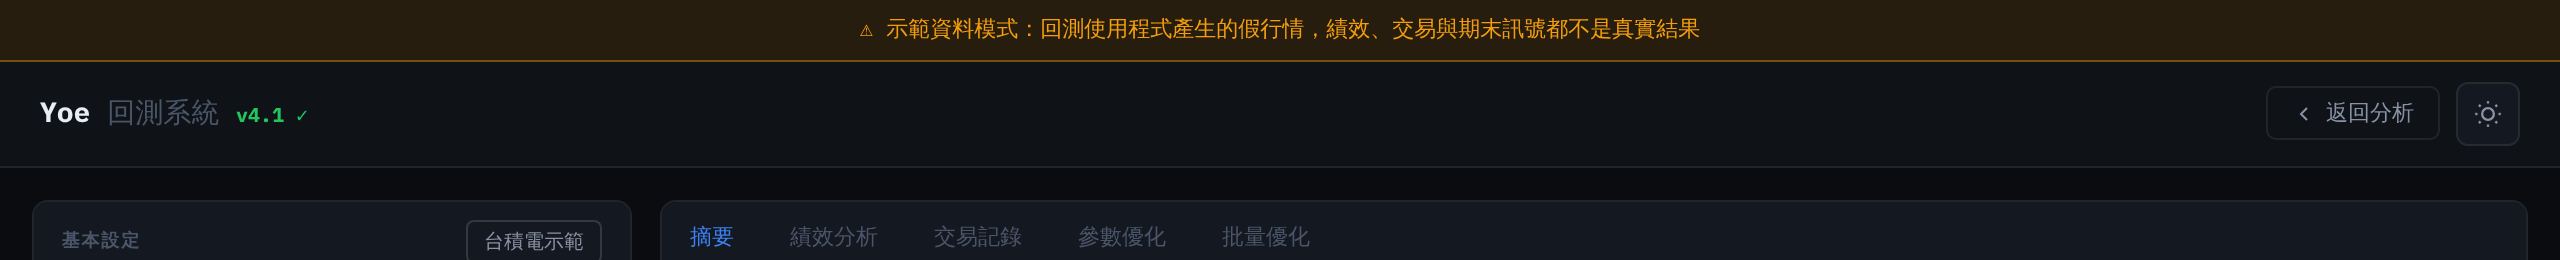 ⚠ 示範資料模式：回測使用程式產生的假行情，績效、交易與期末訊號都不是真實結果
Yoe 回測系統 v4.1 ✓
返回分析
基本設定
台積電示範
摘要 績效分析 交易記錄 參數優化 批量優化